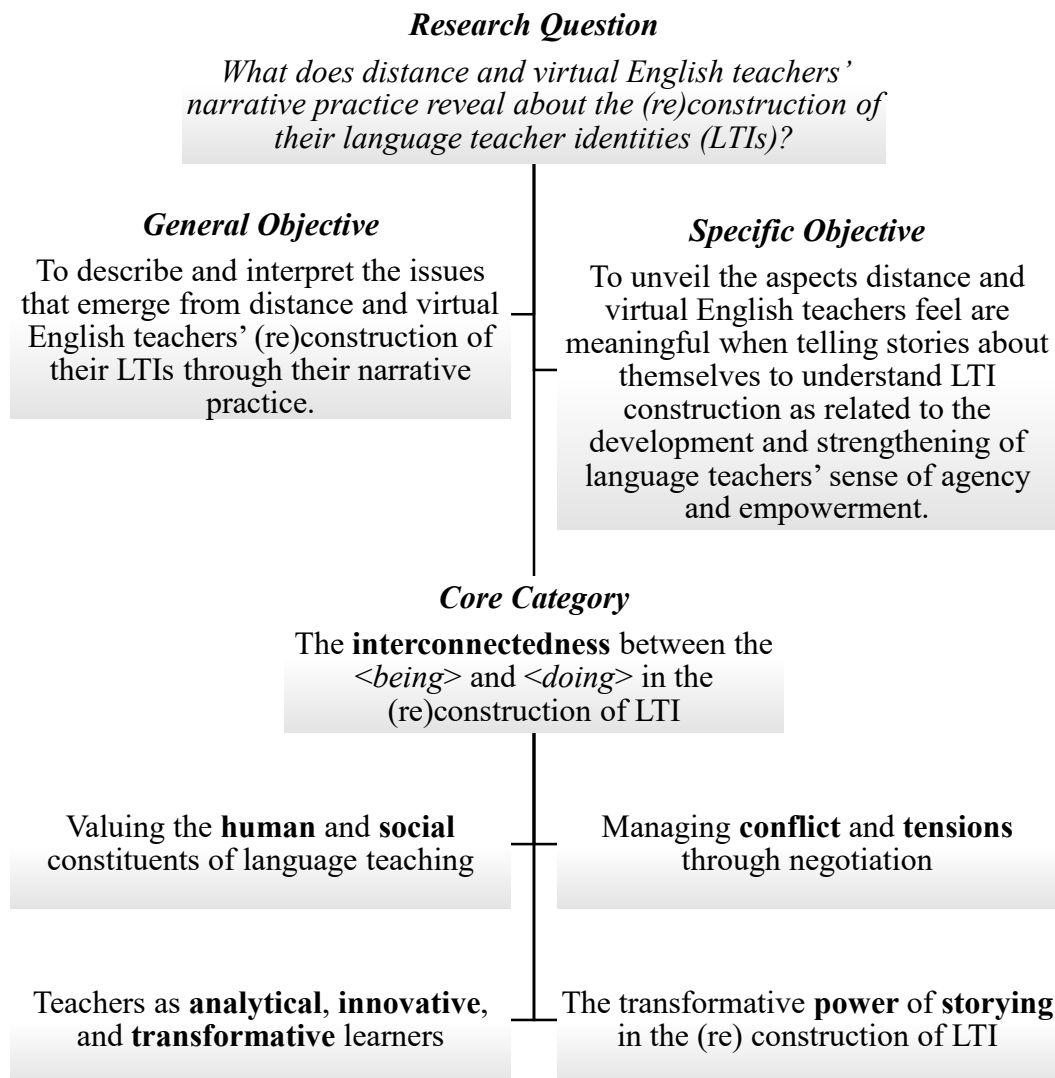 Research Question
What does distance and virtual English teachers’
narrative practice reveal about the (re)construction of
their language teacher identities (LTIs)?
General Objective
To describe and interpret the issues
that emerge from distance and virtual
English teachers’ (re)construction of
their LTIs through their narrative
practice.
Specific Objective
To unveil the aspects distance and
virtual English teachers feel are
meaningful when telling stories about
themselves to understand LTI
construction as related to the
development and strengthening of
language teachers’ sense of agency
and empowerment.
Core Category
The interconnectedness between the
<being> and <doing> in the
(re)construction of LTI
Valuing the human and social
constituents of language teaching
Managing conflict and tensions
through negotiation
Teachers as analytical, innovative,
and transformative learners
The transformative power of storying
in the (re) construction of LTI